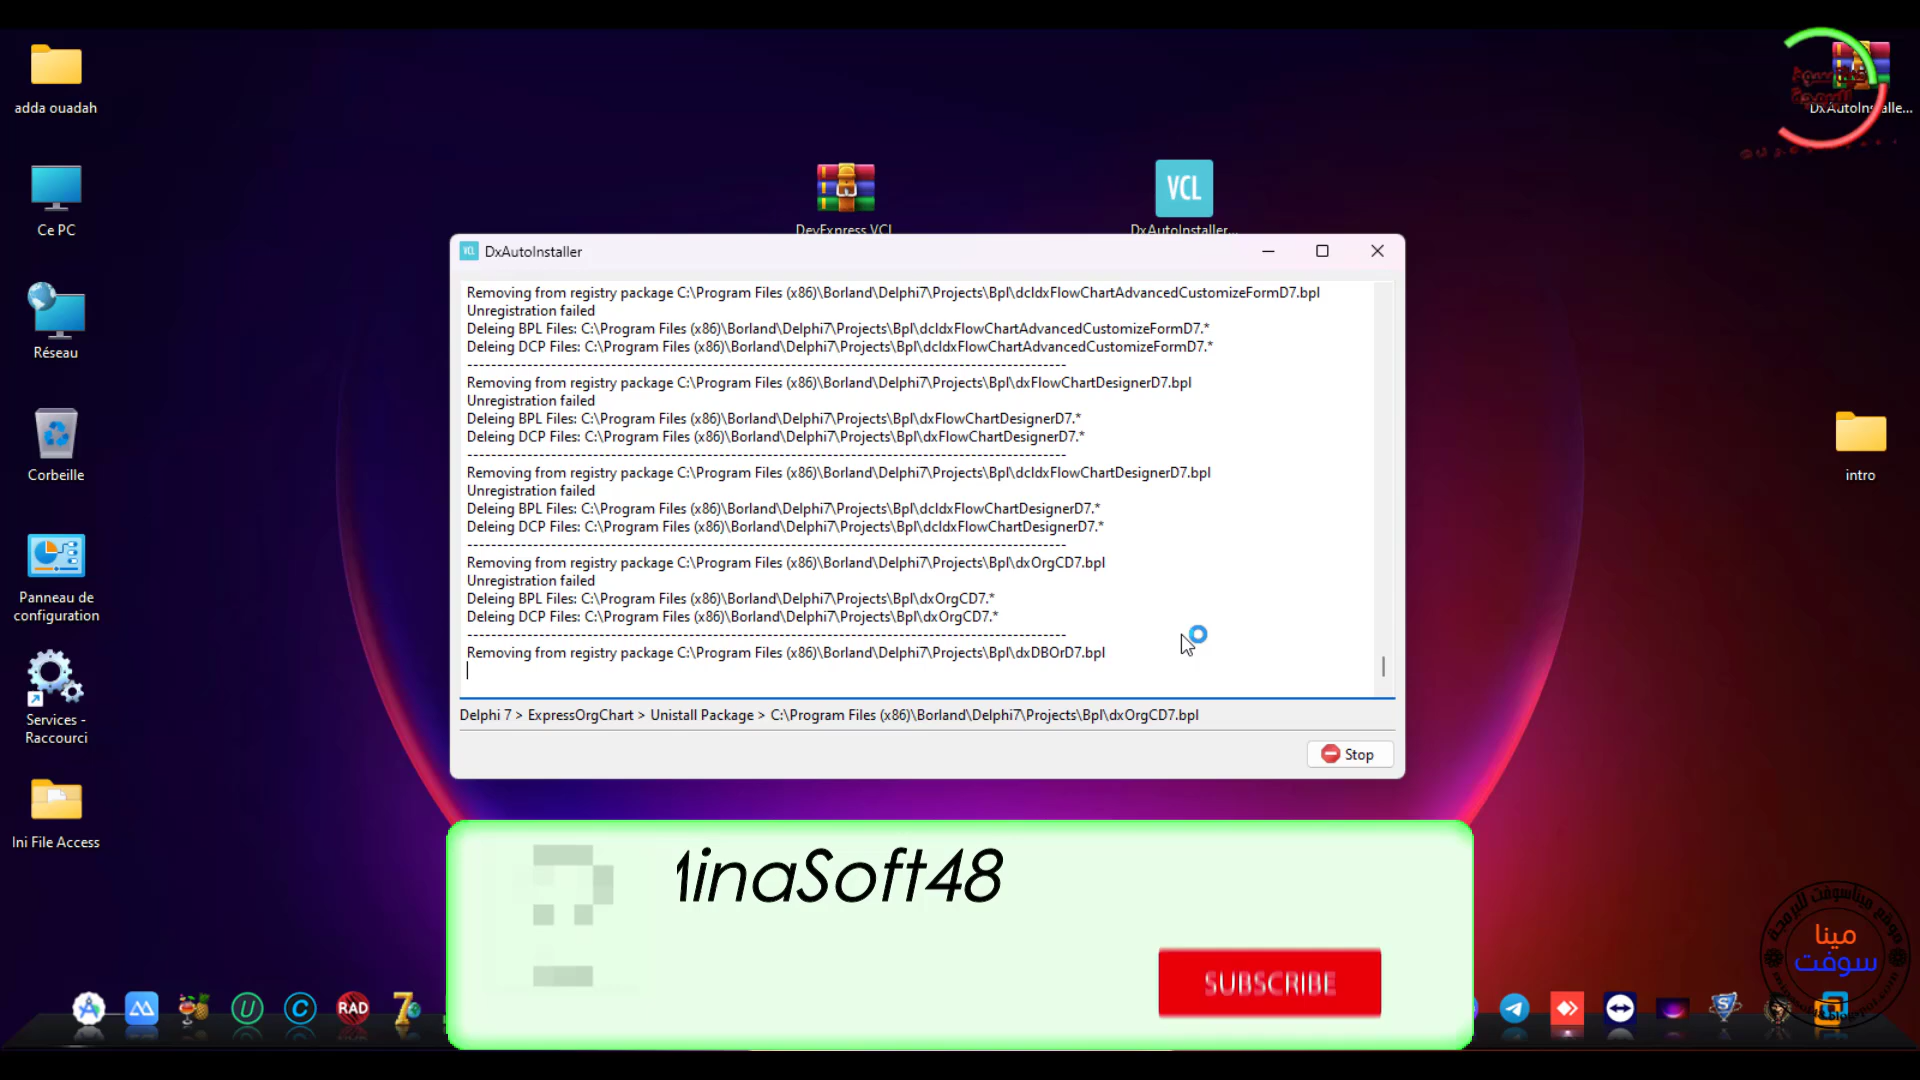 adda ouadah
Ce PC
Réseau
Corbeille
Panneau de
configuration
Services -
Raccourci
Ini File Access
DevExpress VCL
DxAutoInstaller...
DxAutoInstalle...
intro
VCL
DxAutoInstaller
Removing from registry package C:\Program Files (x86)\Borland\Delphi7\Projects\Bpl\dcldxFlowChartAdvancedCustomizeFormD7.bpl
Unregistration failed
Deleing BPL Files: C:\Program Files (x86)\Borland\Delphi7\Projects\Bpl\dcldxFlowChartAdvancedCustomizeFormD7.*
Deleing DCP Files: C:\Program Files (x86)\Borland\Delphi7\Projects\Bpl\dcldxFlowChartAdvancedCustomizeFormD7.*
----------------------------------------------------------------------------------------------------
Removing from registry package C:\Program Files (x86)\Borland\Delphi7\Projects\Bpl\dxFlowChartDesignerD7.bpl
Unregistration failed
Deleing BPL Files: C:\Program Files (x86)\Borland\Delphi7\Projects\Bpl\dxFlowChartDesignerD7.*
Deleing DCP Files: C:\Program Files (x86)\Borland\Delphi7\Projects\Bpl\dxFlowChartDesignerD7.*
----------------------------------------------------------------------------------------------------
Removing from registry package C:\Program Files (x86)\Borland\Delphi7\Projects\Bpl\dcldxFlowChartDesignerD7.bpl
Unregistration failed
Deleing BPL Files: C:\Program Files (x86)\Borland\Delphi7\Projects\Bpl\dcldxFlowChartDesignerD7.*
Deleing DCP Files: C:\Program Files (x86)\Borland\Delphi7\Projects\Bpl\dcldxFlowChartDesignerD7.*
----------------------------------------------------------------------------------------------------
Removing from registry package C:\Program Files (x86)\Borland\Delphi7\Projects\Bpl\dxOrgCD7.bpl
Unregistration failed
Deleing BPL Files: C:\Program Files (x86)\Borland\Delphi7\Projects\Bpl\dxOrgCD7.*
Deleing DCP Files: C:\Program Files (x86)\Borland\Delphi7\Projects\Bpl\dxOrgCD7.*
----------------------------------------------------------------------------------------------------
Removing from registry package C:\Program Files (x86)\Borland\Delphi7\Projects\Bpl\dxDBOrD7.bpl
Delphi 7 > ExpressOrgChart > Unistall Package > C:\Program Files (x86)\Borland\Delphi7\Projects\Bpl\dxOrgCD7.bpl
Stop
MinaSoft48
SUBSCRIBE
RAD
موقع ميناسوفت للبرمجة
مينا
سوفت